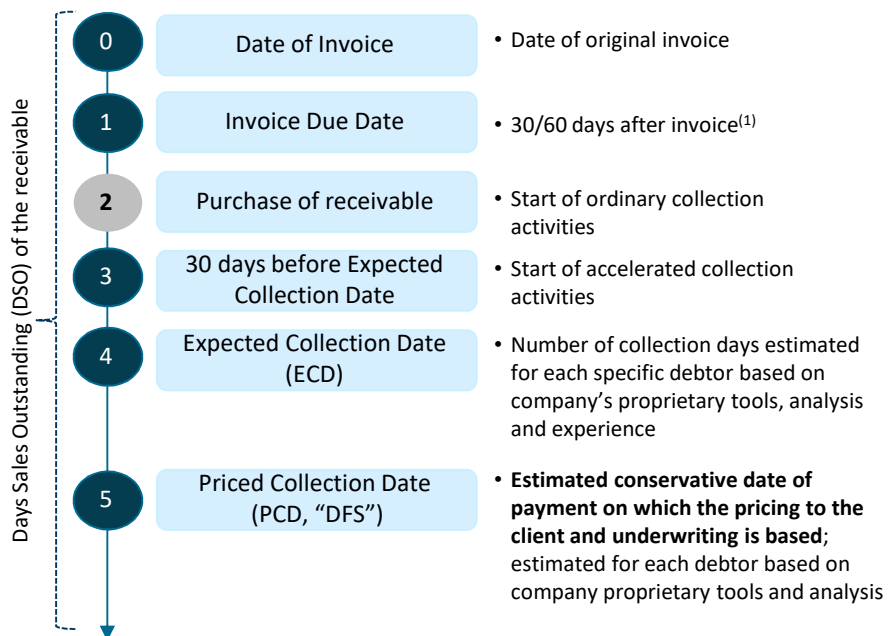 Days Sales Outstanding (DSO) of the receivable
0
Date of Invoice
• Date of original invoice
1
Invoice Due Date
• 30/60 days after invoice(1)
2
Purchase of receivable
• Start of ordinary collection
activities
3
30 days before Expected
Collection Date
• Start of accelerated collection
activities
4
Expected Collection Date
(ECD)
• Number of collection days estimated
for each specific debtor based on
company’s proprietary tools, analysis
and experience
5
Priced Collection Date
(PCD, “DFS”)
• Estimated conservative date of
payment on which the pricing to the
client and underwriting is based;
estimated for each debtor based on
company proprietary tools and analysis